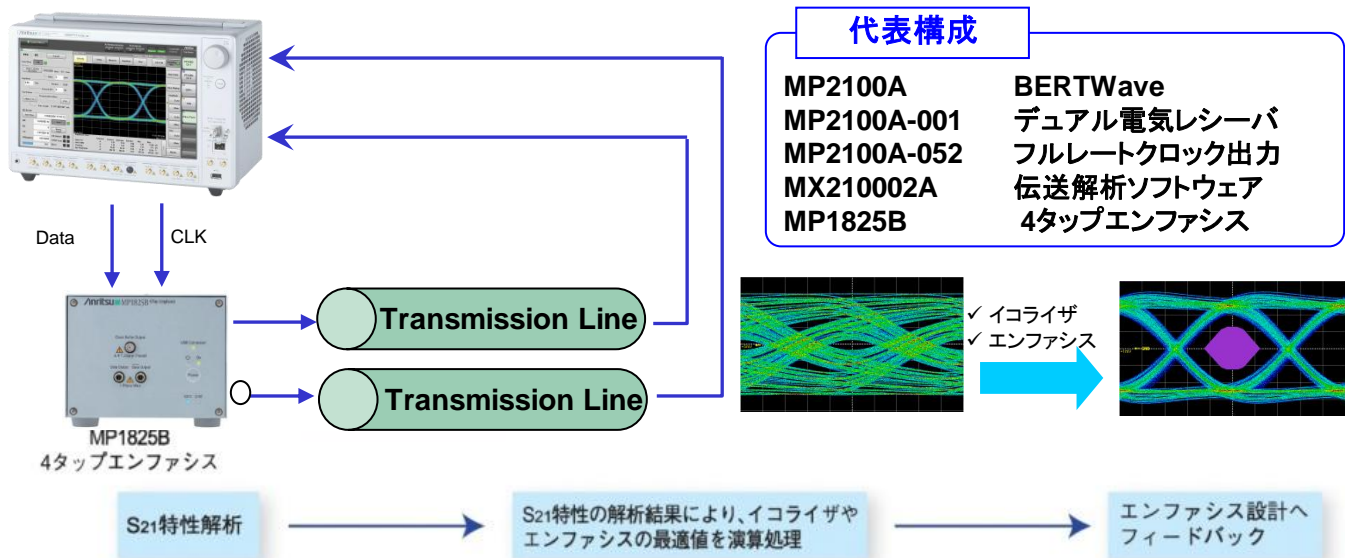 代表構成
MP2100A BERTWave
MP2100A-001 デュアル電気レシーバ
MP2100A-052 フルレートクロック出力
MX210002A 伝送解析ソフトウェア
MP1825B 4タップエンファシス
Data
CLK
Anritsu MP1825B
Transmission Line
Transmission Line
✓ イコライザ
✓ エンファシス
MP1825B
4タップエンファシス
S21特性解析
S21特性の解析結果により、イコライザや
エンファシスの最適値を演算処理
エンファシス設計へ
フィードバック